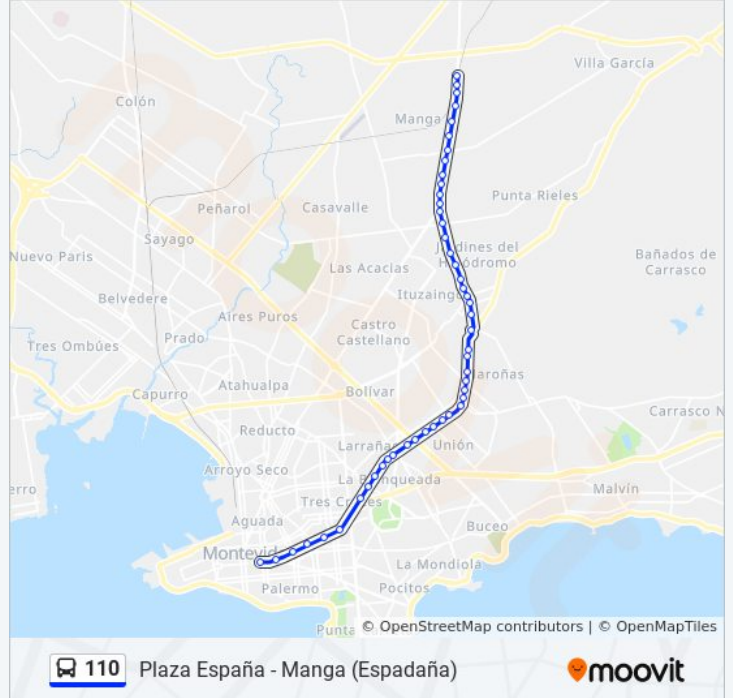 Villa García
Colón
Manga
Punta Rieles
Peñarol
Casavalle
Sayago
Jardines del
Hipódromo
Nuevo Paris
Bañados de
Carrasco
Las Acacias
Belvedere
Ituzaingó
Aires Puros
Castro
Castellano
Prado
Tres Ombúes
Maroñas
Atahualpa
Bolívar
Capurro
Carrasco N
Reducto
Larraña
Unión
Arroyo Seco
La Blanqueada
erro
Malvín
Tres Cruces
Aguada
Buceo
Montevid
La Mondiola
Palermo
Pocitos
Punta
© OpenStreetMap contributors | © OpenMapTiles
110 Plaza España - Manga (Espadaña)
moovit